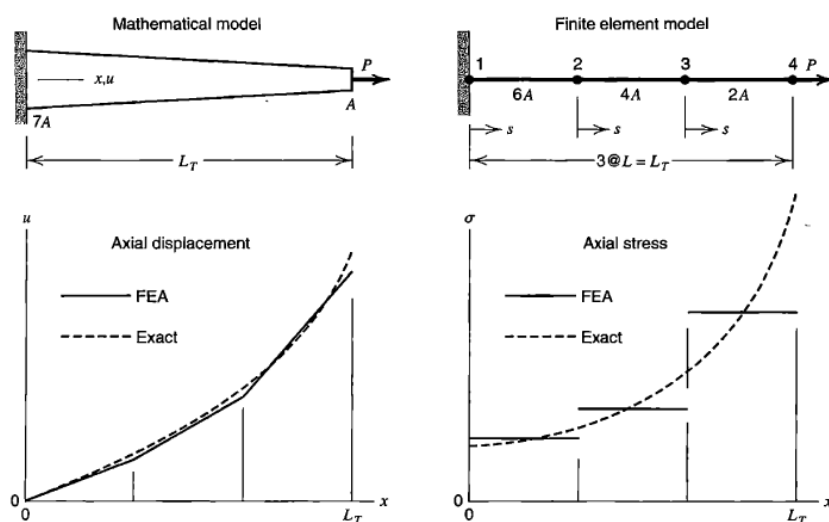 Mathematical model
Finite element model
x,u
P
7A
A
L_T
1
2
3
4
P
6A
4A
2A
s
s
s
3@L = L_T
u
Axial displacement
FEA
Exact
0
0
L_T
x
σ
Axial stress
FEA
Exact
0
0
L_T
x